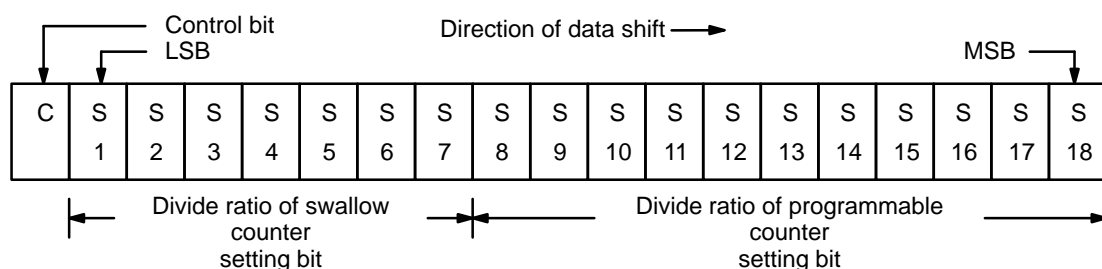 Control bit
Direction of data shift
LSB
MSB
C S S S S S S S S S S S S S S S S S S
1 2 3 4 5 6 7 8 9 10 11 12 13 14 15 16 17 18
Divide ratio of swallow
counter
setting bit
Divide ratio of programmable
counter
setting bit